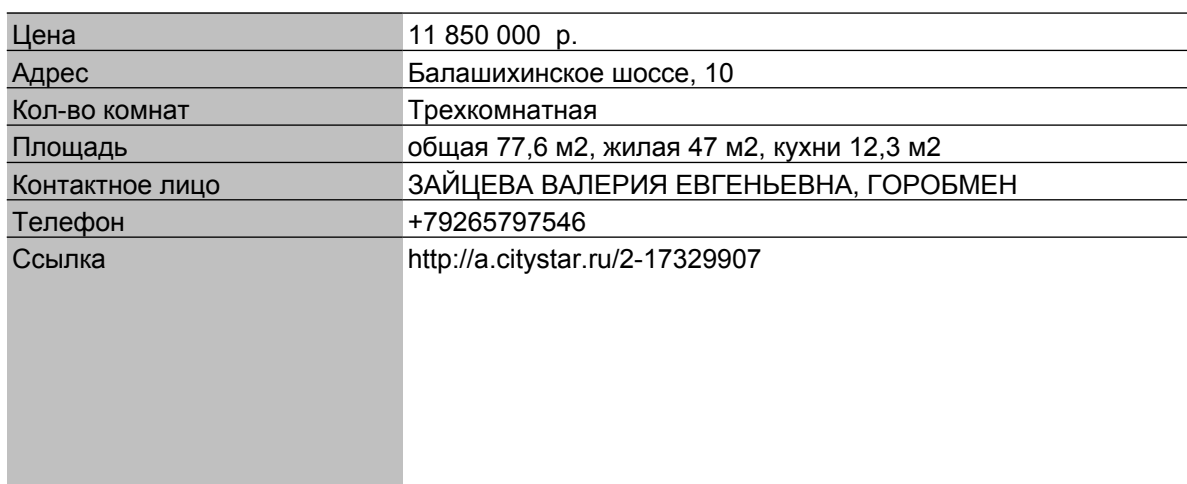 Цена 11 850 000 р.
Адрес Балашихинское шоссе, 10
Кол-во комнат Трехкомнатная
Площадь общая 77,6 м2, жилая 47 м2, кухни 12,3 м2
Контактное лицо ЗАЙЦЕВА ВАЛЕРИЯ ЕВГЕНЬЕВНА, ГОРОБМЕН
Телефон +79265797546
Ссылка http://a.citystar.ru/2-17329907